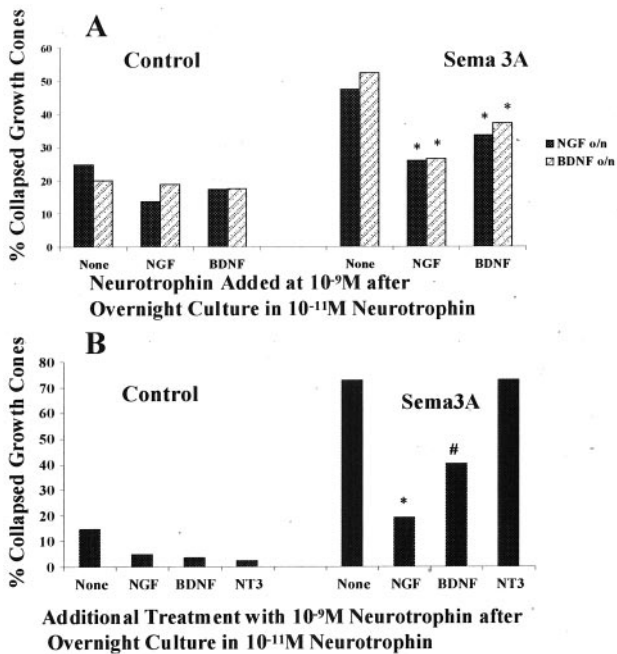 A
% Collapsed Growth Cones
60
50
40
30
20
10
0
Control
Sema 3A
* * * *
NGF o/n
BDNF o/n
None NGF BDNF None NGF BDNF
Neurotrophin Added at 10⁻⁹M after
Overnight Culture in 10⁻¹¹M Neurotrophin
B
% Collapsed Growth Cones
80
70
60
50
40
30
20
10
0
Control
Sema3A
#
*
None NGF BDNF NT3 None NGF BDNF NT3
Additional Treatment with 10⁻⁹M Neurotrophin after
Overnight Culture in 10⁻¹¹M Neurotrophin